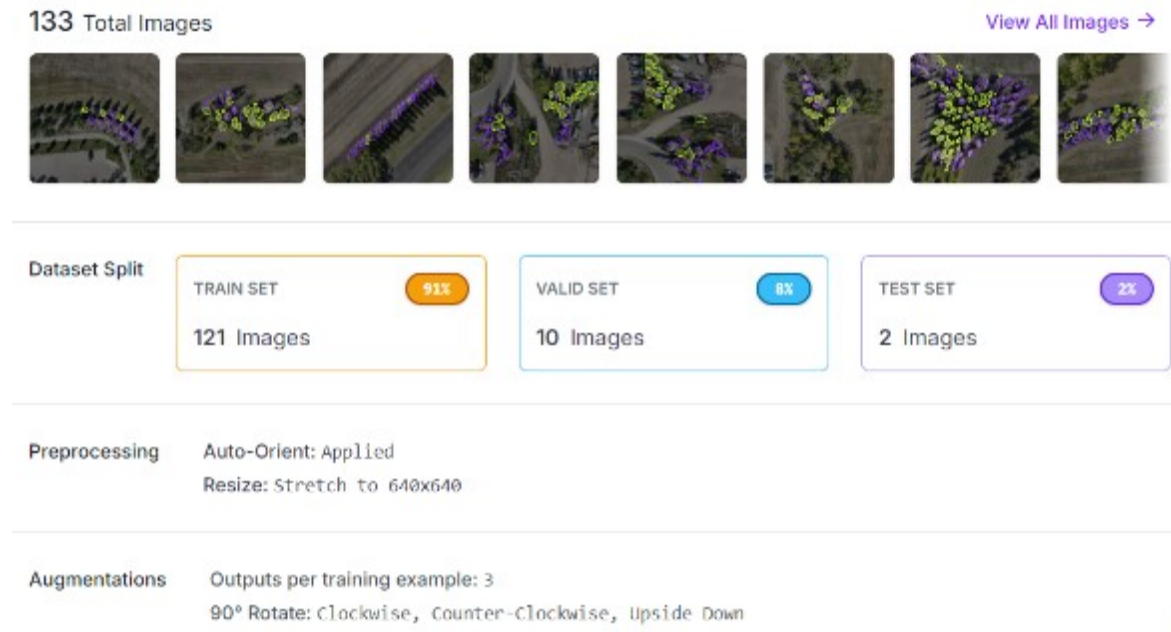 133 Total Images
View All Images →
Dataset Split
TRAIN SET 91%
121 Images
VALID SET 8%
10 Images
TEST SET 2%
2 Images
Preprocessing
Auto-Orient: Applied
Resize: Stretch to 640x640
Augmentations
Outputs per training example: 3
90° Rotate: Clockwise, Counter-Clockwise, Upside Down